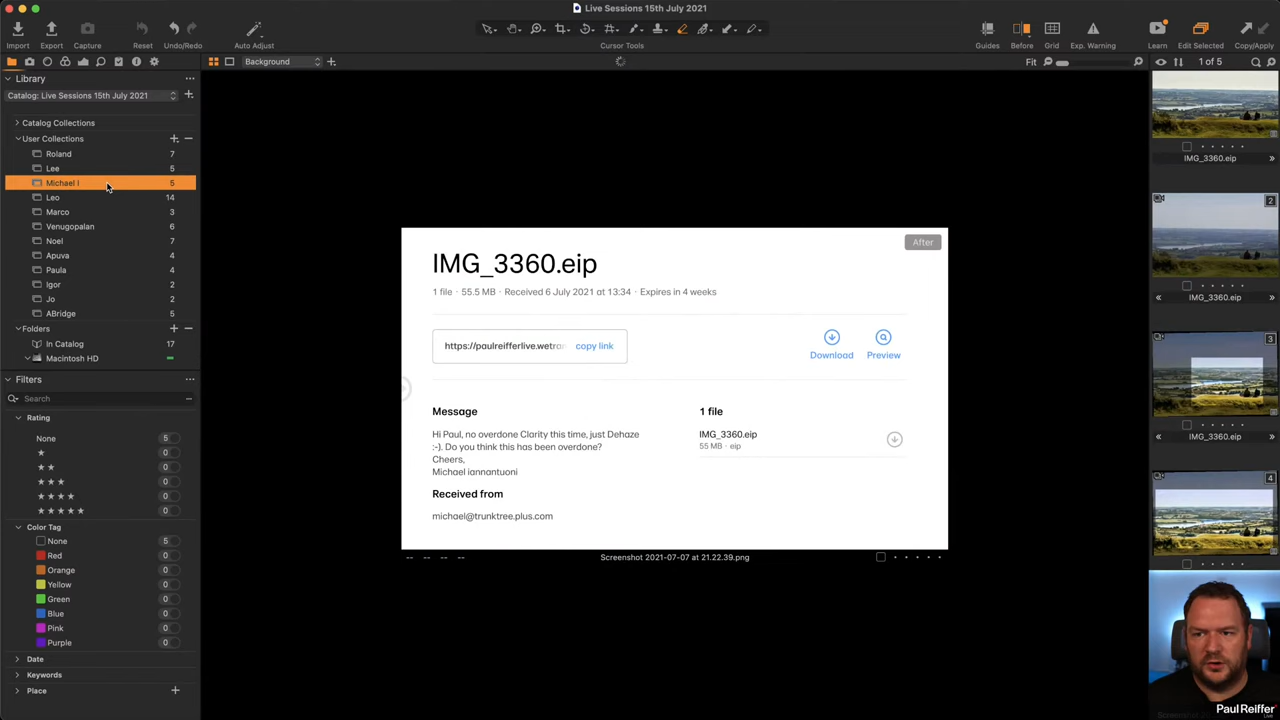 Live Sessions 15th July 2021
Import Export Capture Reset Undo/Redo Auto Adjust Cursor Tools Guides Before Grid Exp. Warning Learn Edit Selected Copy/Apply
Background Fit 1 of 5
Library
Catalog: Live Sessions 15th July 2021
Catalog Collections
User Collections
Roland 7
Lee 5
Michael I 5
Leo 14
Marco 3
Venugopalan 6
Noel 7
Apuva 4
Paula 4
Igor 2
Jo 2
ABridge 5
Folders
In Catalog 17
Macintosh HD
Filters
Search
Rating
None 5
★ 0
★★ 0
★★★ 0
★★★★ 0
★★★★★ 0
Color Tag
None 5
Red 0
Orange 0
Yellow 0
Green 0
Blue 0
Pink 0
Purple 0
Date
Keywords
Place
After
IMG_3360.eip
1 file · 55.5 MB · Received 6 July 2021 at 13:34 · Expires in 4 weeks
https://paulreifferlive.wetran copy link
Download Preview
Message
Hi Paul, no overdone Clarity this time, just Dehaze
:-). Do you think this has been overdone?
Cheers,
Michael iannantuoni
Received from
michael@trunktree.plus.com
1 file
IMG_3360.eip
55 MB · eip
Screenshot 2021-07-07 at 21.22.39.png
IMG_3360.eip
2
IMG_3360.eip
3
IMG_3360.eip
4
Paul Reiffer
Live